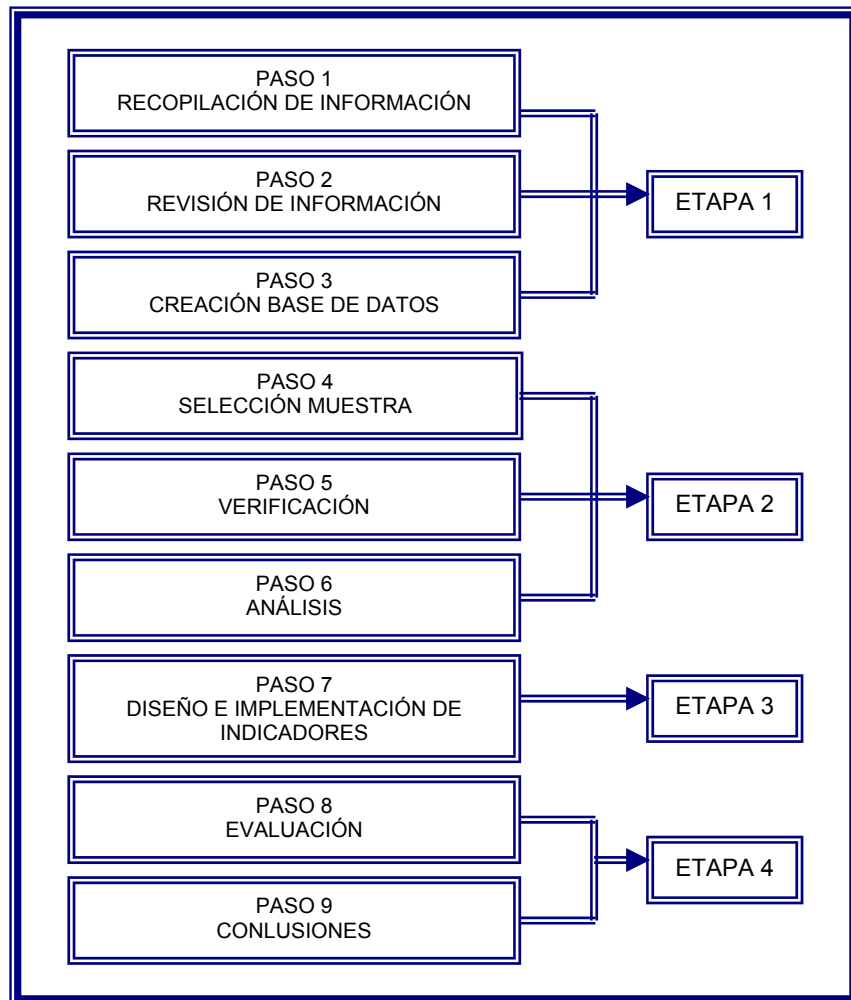 PASO 1
RECOPILACIÓN DE INFORMACIÓN
PASO 2
REVISIÓN DE INFORMACIÓN
ETAPA 1
PASO 3
CREACIÓN BASE DE DATOS
PASO 4
SELECCIÓN MUESTRA
PASO 5
VERIFICACIÓN
ETAPA 2
PASO 6
ANÁLISIS
PASO 7
DISEÑO E IMPLEMENTACIÓN DE
INDICADORES
ETAPA 3
PASO 8
EVALUACIÓN
ETAPA 4
PASO 9
CONLUSIONES